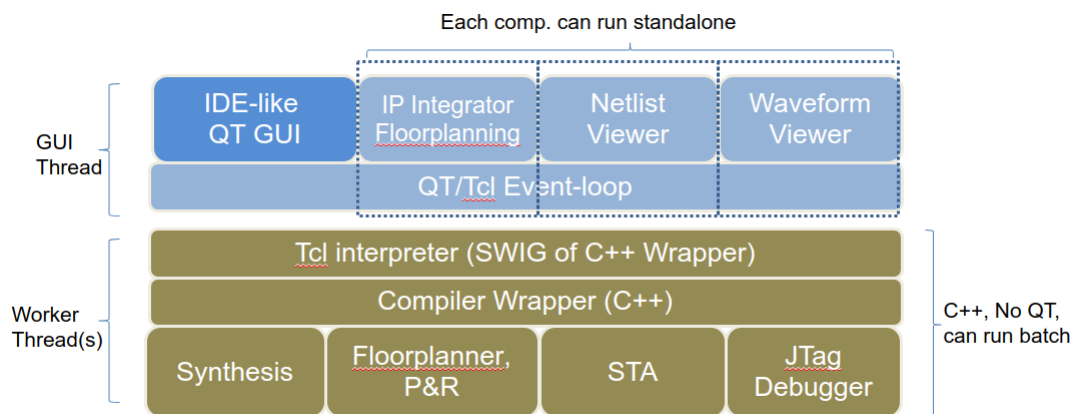 Each comp. can run standalone
IDE-like
QT GUI
IP Integrator
Floorplanning
Netlist
Viewer
Waveform
Viewer
GUI
Thread
QT/Tcl Event-loop
Tcl interpreter (SWIG of C++ Wrapper)
Compiler Wrapper (C++)
Worker
Thread(s)
C++, No QT,
can run batch
Synthesis
Floorplanner,
P&R
STA
JTag
Debugger